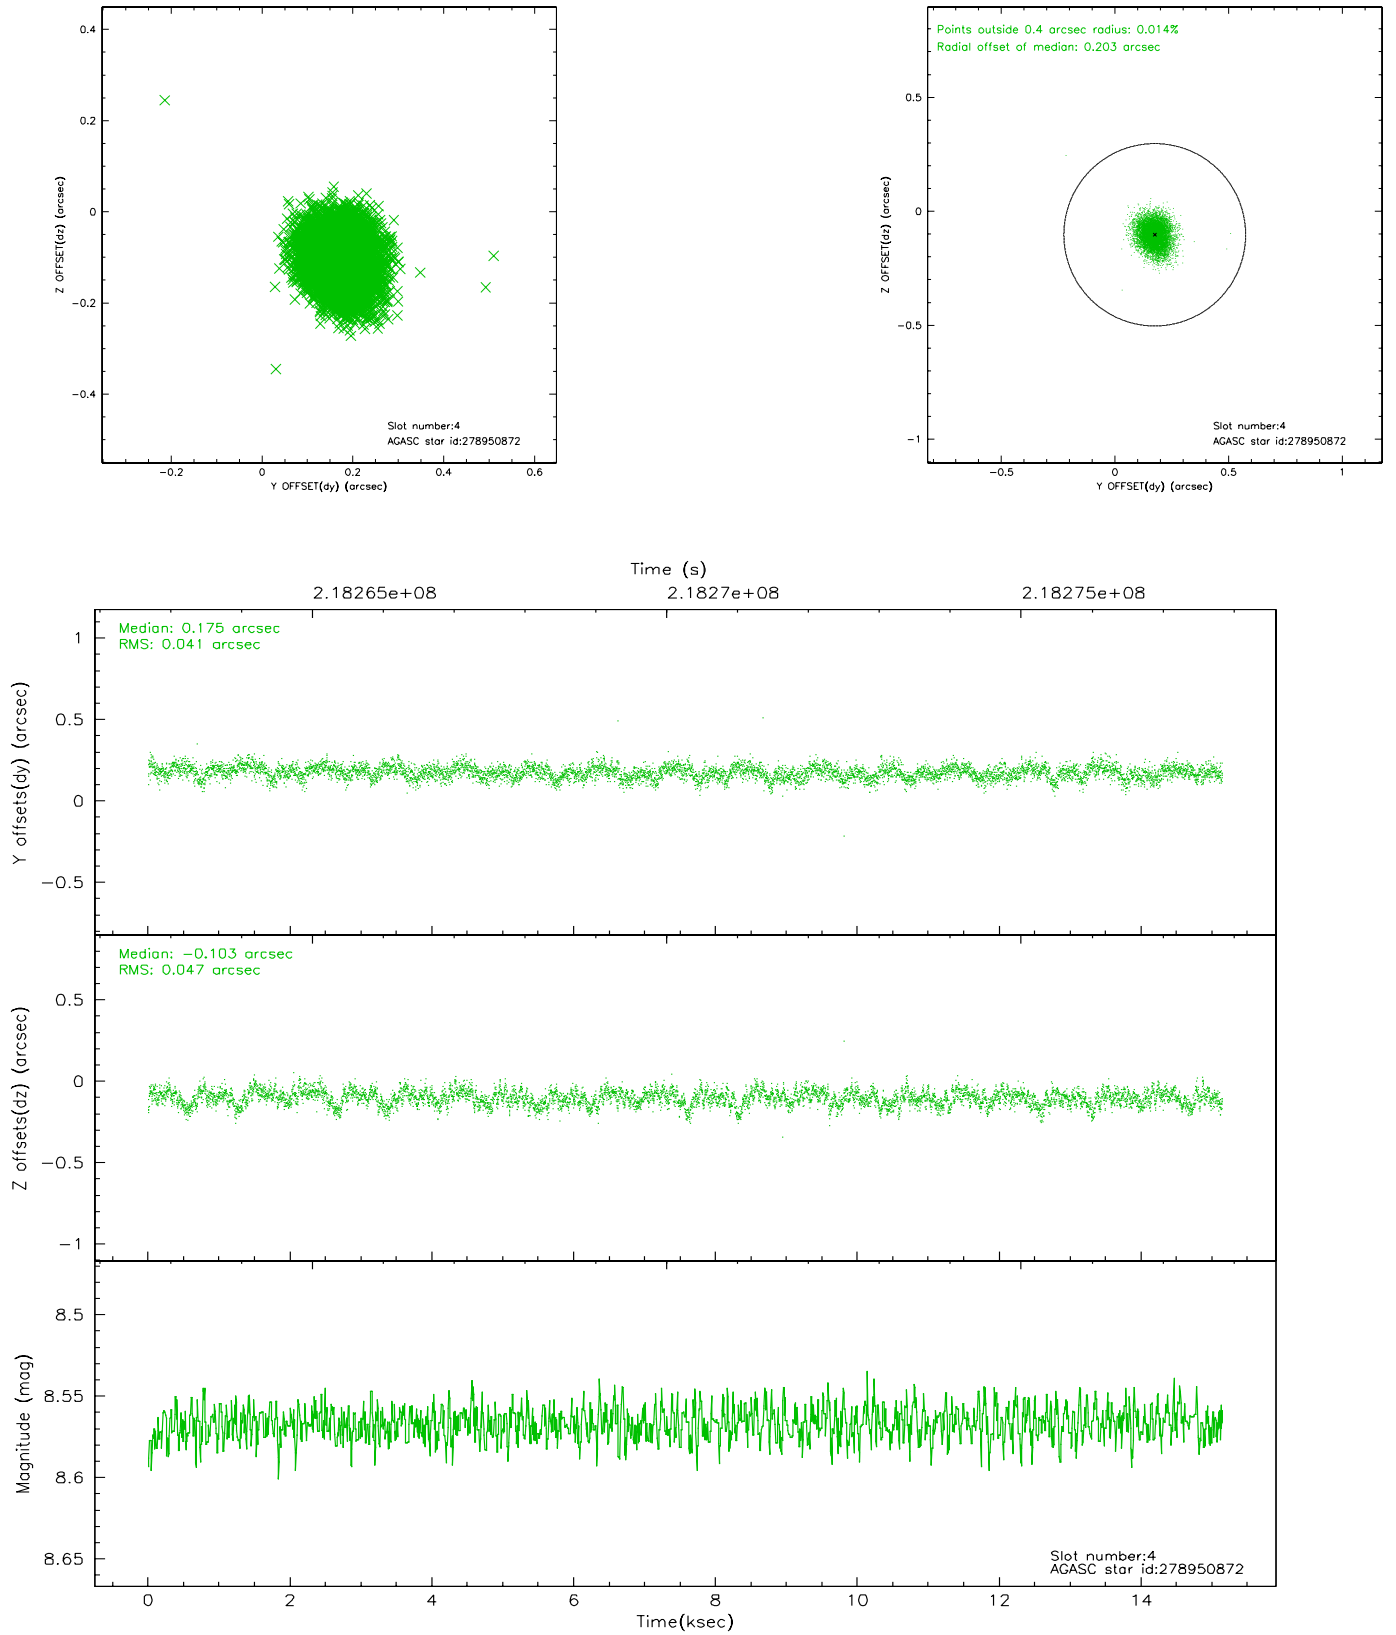 0.4
0.2
0
−0.2
−0.4
Z OFFSET(dz) (arcsec)
Slot number:4
AGASC star id:278950872
−0.2 0 0.2 0.4 0.6
Y OFFSET(dy) (arcsec)
Points outside 0.4 arcsec radius: 0.014%
Radial offset of median: 0.203 arcsec
0.5
0
−0.5
−1
Z OFFSET(dz) (arcsec)
Slot number:4
AGASC star id:278950872
−0.5 0 0.5 1
Y OFFSET(dy) (arcsec)
Time (s)
2.18265e+08 2.1827e+08 2.18275e+08
Median: 0.175 arcsec
RMS: 0.041 arcsec
1
0.5
0
−0.5
Y offsets(dy) (arcsec)
Median: −0.103 arcsec
RMS: 0.047 arcsec
0.5
0
−0.5
−1
Z offsets(dz) (arcsec)
8.5
8.55
8.6
8.65
Magnitude (mag)
Slot number:4
AGASC star id:278950872
0 2 4 6 8 10 12 14
Time(ksec)